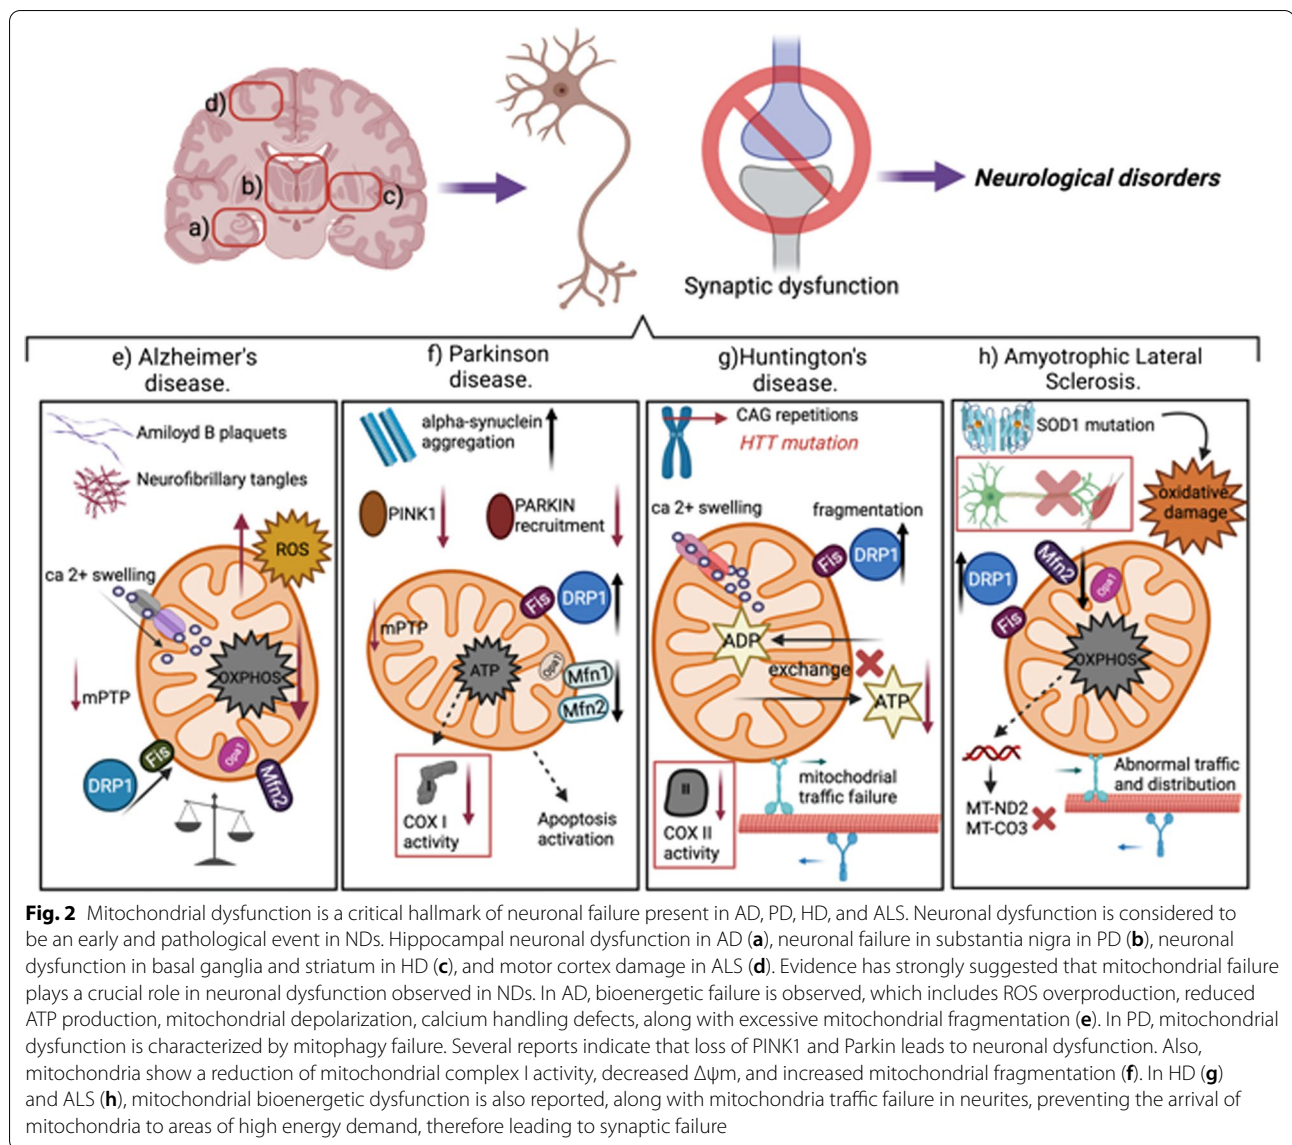 d)
b)
c)
a)
Neurological disorders
Synaptic dysfunction
e) Alzheimer's
disease.
Amiloyd B plaquets
Neurofibrillary tangles
ROS
ca 2+ swelling
OXPHOS
mPTP
DRP1
Fis
Opa1
Mfn2
f) Parkinson
disease.
alpha-synuclein
aggregation
PINK1
PARKIN
recruitment
Fis
DRP1
mPTP
ATP
Opa1
Mfn1
Mfn2
I
COX I
activity
Apoptosis
activation
g)Huntington's
disease.
CAG repetitions
HTT mutation
ca 2+ swelling
fragmentation
Fis
DRP1
ADP
exchange
ATP
II
COX II
activity
mitochodrial
traffic failure
h) Amyotrophic Lateral
Sclerosis.
SOD1 mutation
oxidative
damage
DRP1
Mfn2
Opa1
Fis
OXPHOS
MT-ND2
MT-CO3
Abnormal traffic
and distribution
Fig. 2 Mitochondrial dysfunction is a critical hallmark of neuronal failure present in AD, PD, HD, and ALS. Neuronal dysfunction is considered to
be an early and pathological event in NDs. Hippocampal neuronal dysfunction in AD (a), neuronal failure in substantia nigra in PD (b), neuronal
dysfunction in basal ganglia and striatum in HD (c), and motor cortex damage in ALS (d). Evidence has strongly suggested that mitochondrial failure
plays a crucial role in neuronal dysfunction observed in NDs. In AD, bioenergetic failure is observed, which includes ROS overproduction, reduced
ATP production, mitochondrial depolarization, calcium handling defects, along with excessive mitochondrial fragmentation (e). In PD, mitochondrial
dysfunction is characterized by mitophagy failure. Several reports indicate that loss of PINK1 and Parkin leads to neuronal dysfunction. Also,
mitochondria show a reduction of mitochondrial complex I activity, decreased Δψm, and increased mitochondrial fragmentation (f). In HD (g)
and ALS (h), mitochondrial bioenergetic dysfunction is also reported, along with mitochondria traffic failure in neurites, preventing the arrival of
mitochondria to areas of high energy demand, therefore leading to synaptic failure